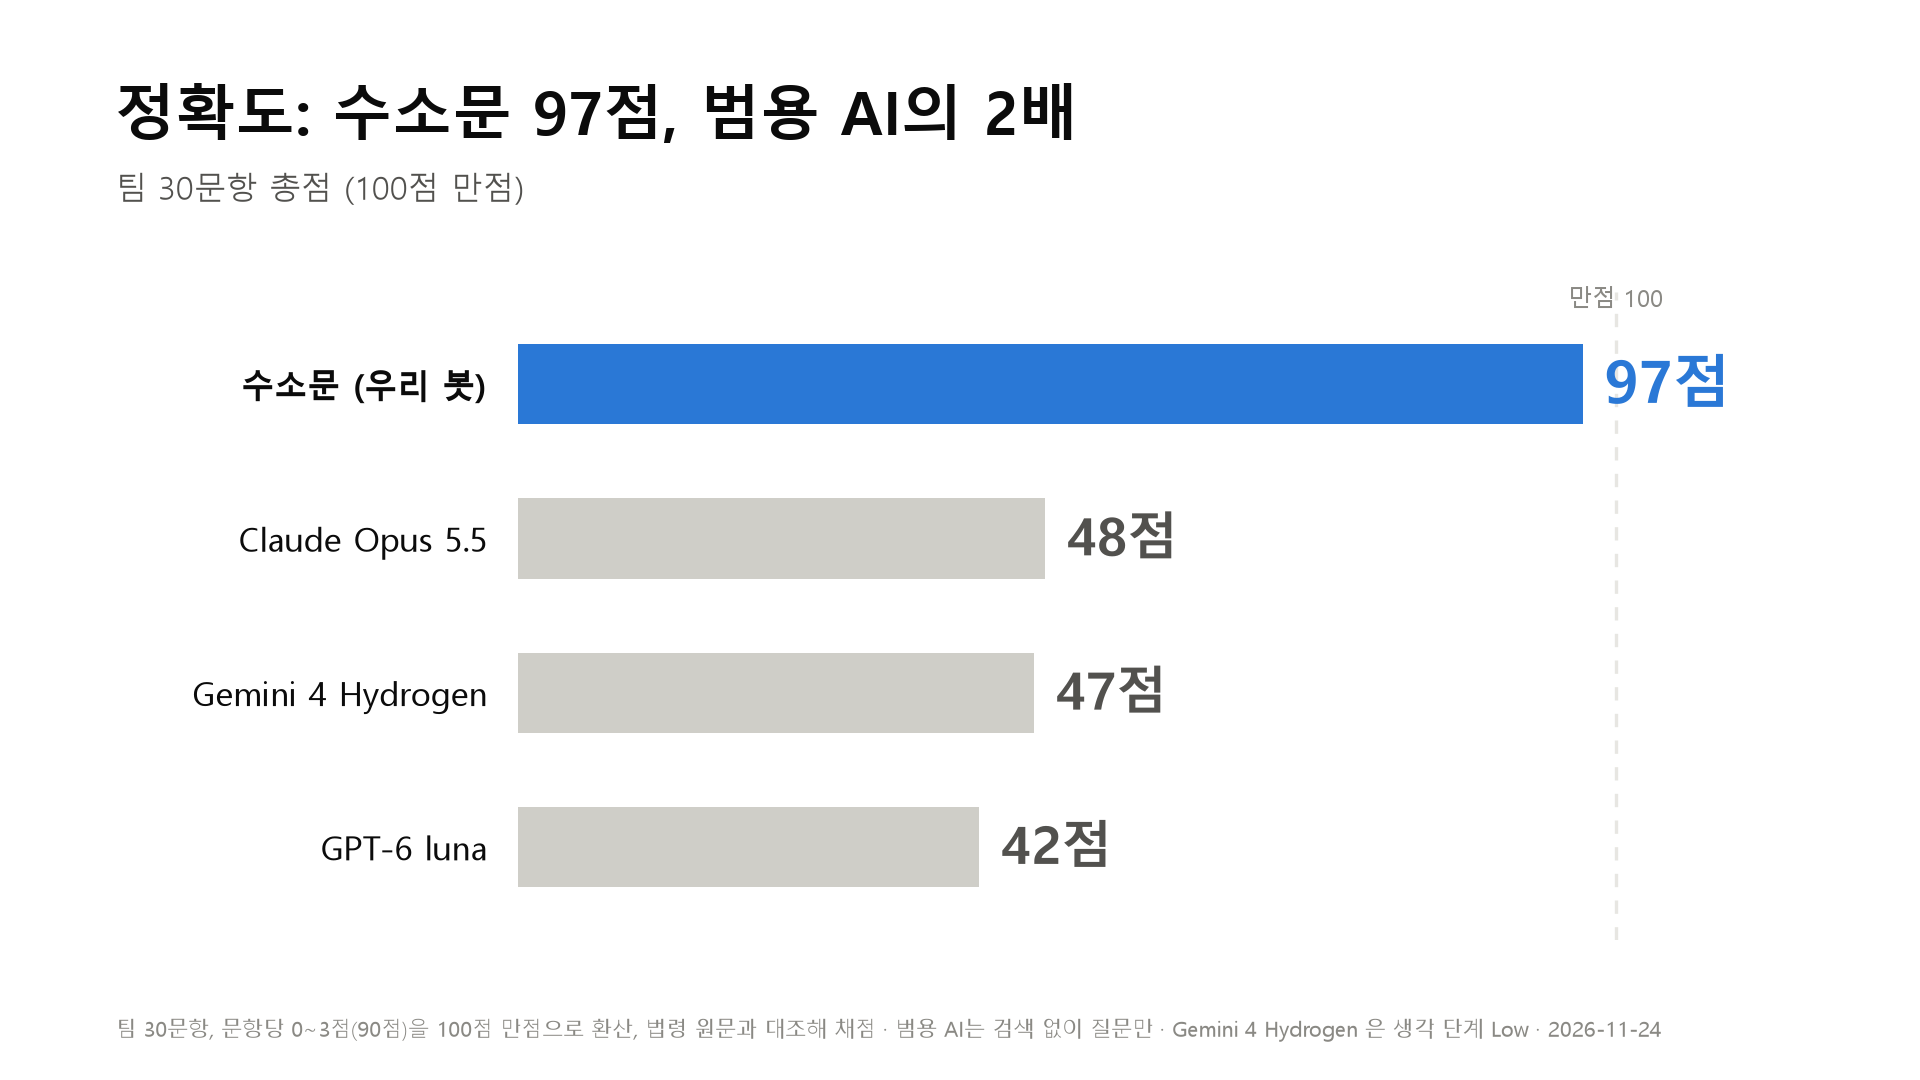 정확도: 수소문 97점, 범용 AI의 2배
팀 30문항 총점 (100점 만점)
만점 100
수소문 (우리 봇)
97점
Claude Opus 5.5
48점
Gemini 4 Hydrogen
47점
GPT-6 luna
42점
팀 30문항, 문항당 0~3점(90점)을 100점 만점으로 환산, 법령 원문과 대조해 채점 · 범용 AI는 검색 없이 질문만 · Gemini 4 Hydrogen 은 생각 단계 Low · 2026-11-24